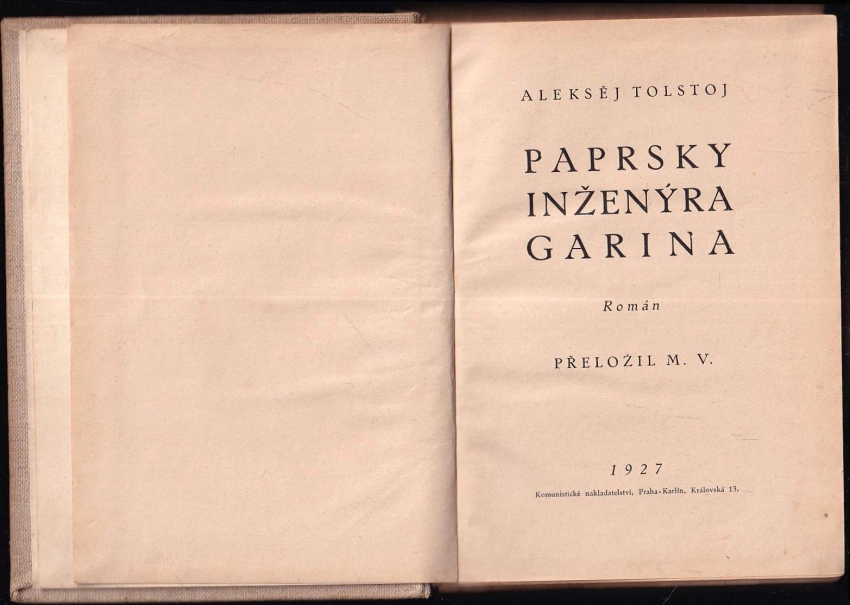 ALEKSĚJ TOLSTOJ
PAPRSKY
INŽENÝRA
GARINA
Román
PŘELOŽIL M. V.
1927
Komunistické nakladatelství, Praha-Karlín, Královská 13.